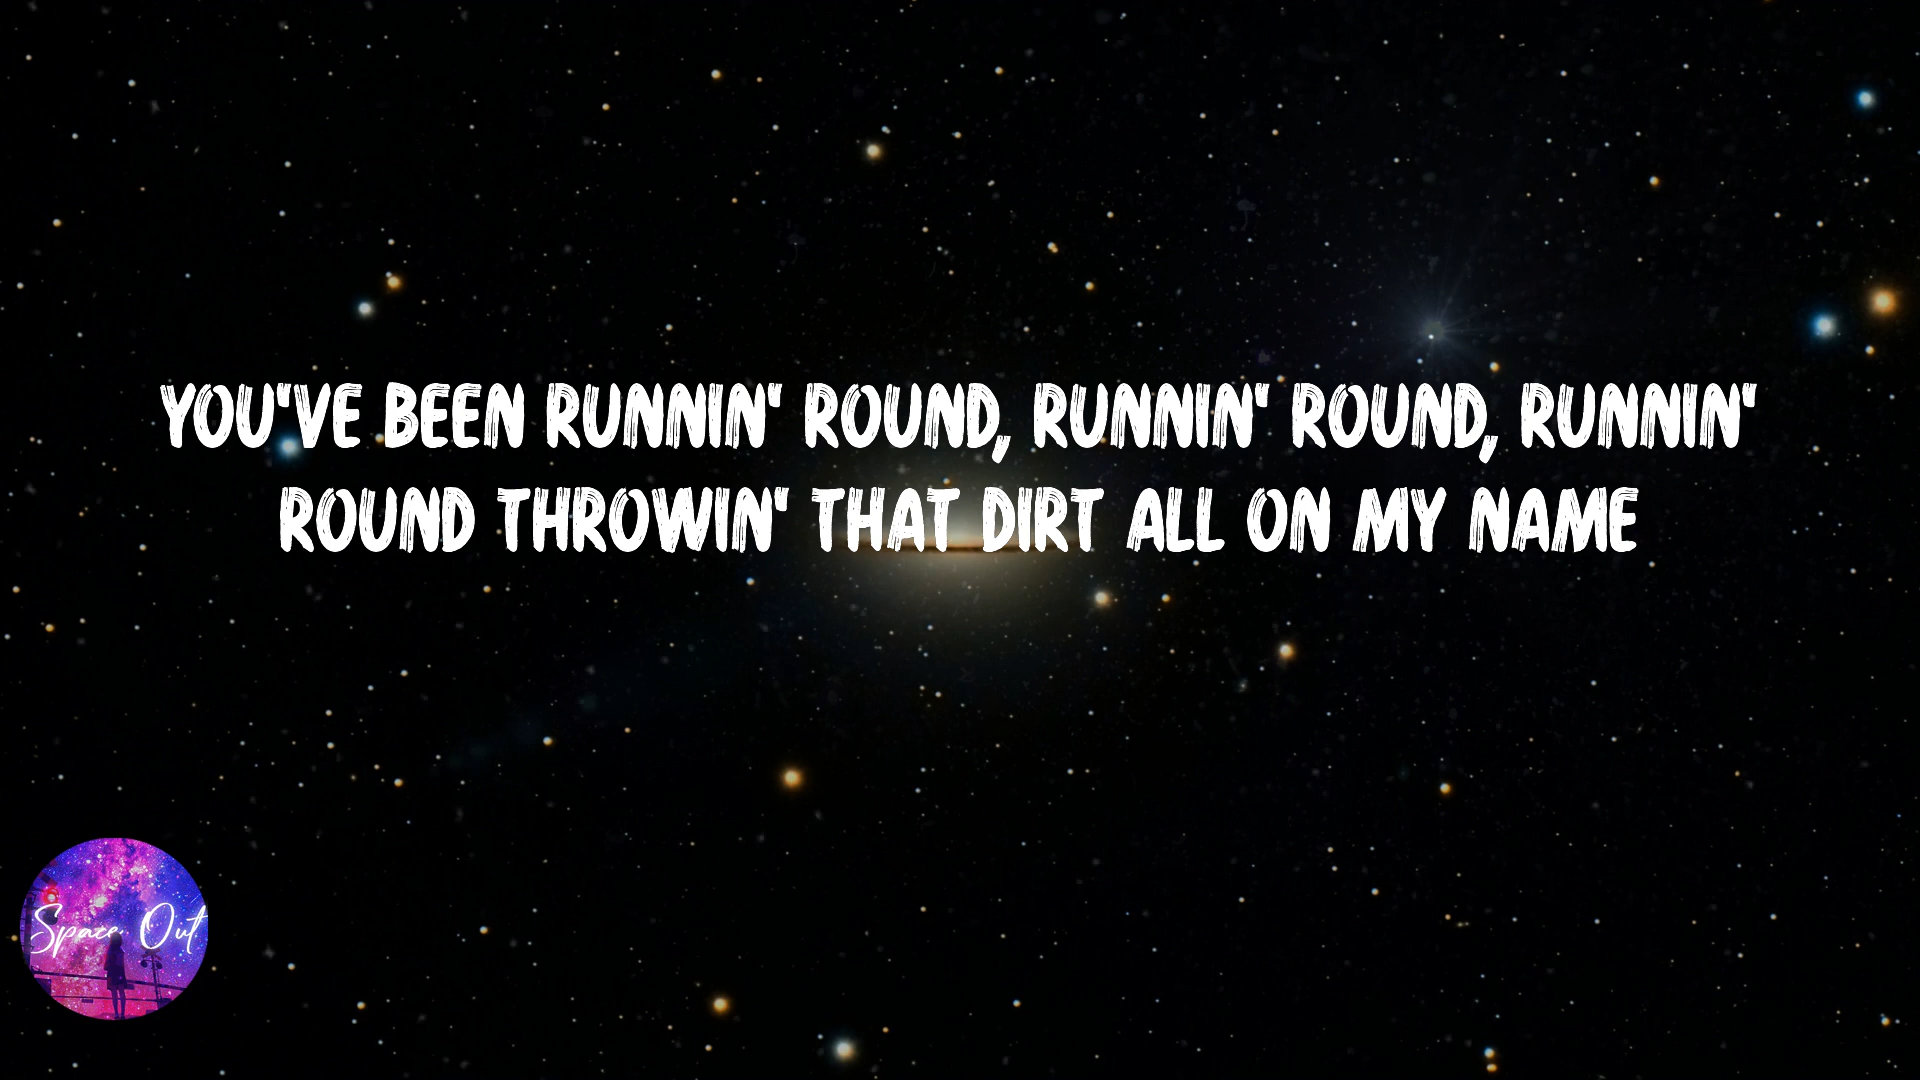 YOU'VE BEEN RUNNIN' ROUND, RUNNIN' ROUND, RUNNIN'
ROUND THROWIN' THAT DIRT ALL ON MY NAME
Space Out